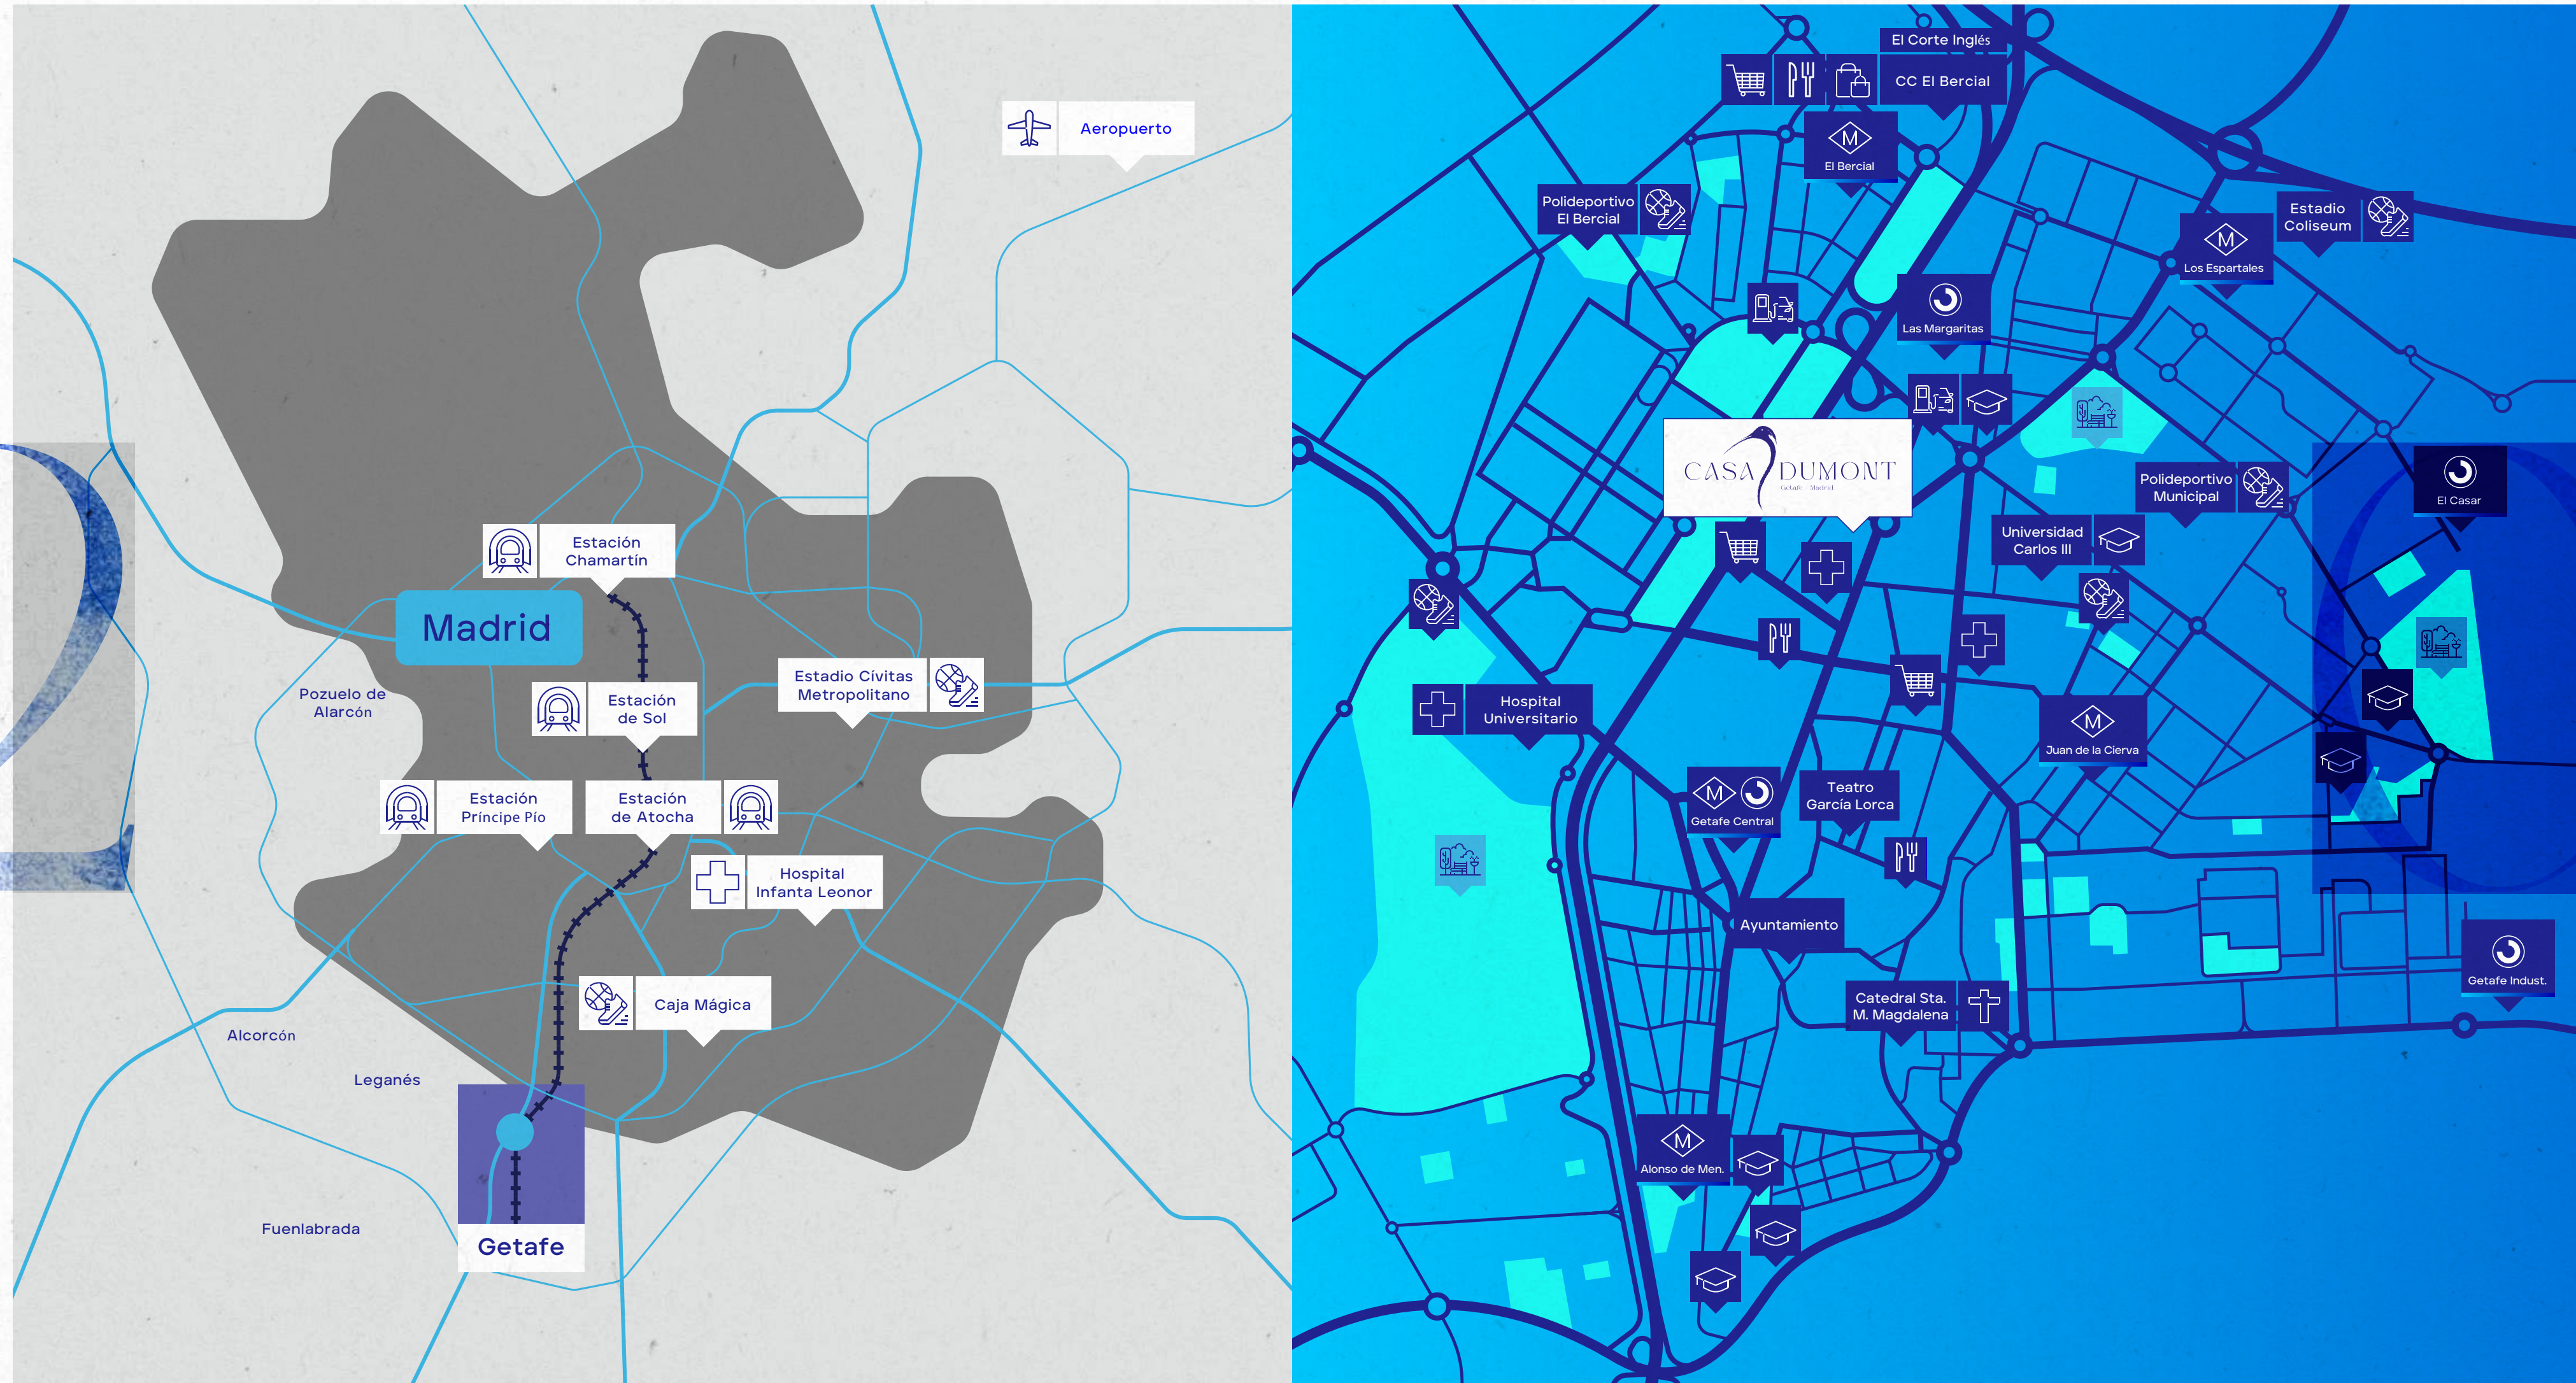 Aeropuerto
Estación
Chamartín
Madrid
Pozuelo de
Alarcón
Estadio Cívitas
Metropolitano
Estación
de Sol
Estación
Príncipe Pío
Estación
de Atocha
Hospital
Infanta Leonor
Caja Mágica
Alcorcón
Leganés
Fuenlabrada
Getafe
El Corte Inglés
CC El Bercial
M
El Bercial
Polideportivo
El Bercial
Estadio
Coliseum
M
Los Espartales
Las Margaritas
CASA DUMONT
Getafe Madrid
Polideportivo
Municipal
El Casar
Universidad
Carlos III
Hospital
Universitario
M
Juan de la Cierva
M
Getafe Central
Teatro
García Lorca
Ayuntamiento
Catedral Sta.
M. Magdalena
Getafe Indust.
M
Alonso de Men.